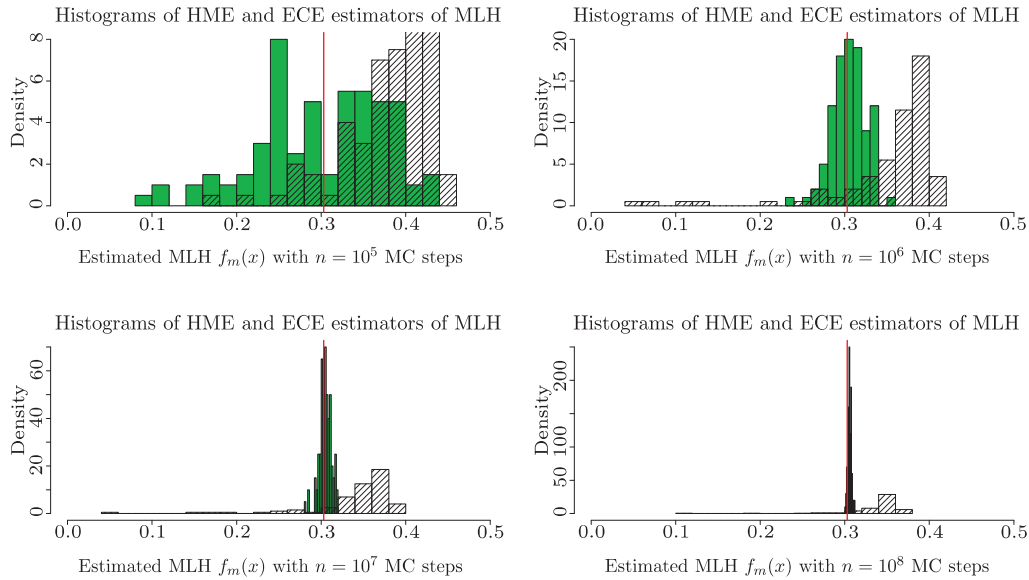 Histograms of HME and ECE estimators of MLH
Density
0 2 4 6 8
0.0 0.1 0.2 0.3 0.4 0.5
Estimated MLH f_m(x) with n = 10^5 MC steps
Histograms of HME and ECE estimators of MLH
Density
0 5 10 15 20
0.0 0.1 0.2 0.3 0.4 0.5
Estimated MLH f_m(x) with n = 10^6 MC steps
Histograms of HME and ECE estimators of MLH
Density
0 20 40 60
0.0 0.1 0.2 0.3 0.4 0.5
Estimated MLH f_m(x) with n = 10^7 MC steps
Histograms of HME and ECE estimators of MLH
Density
0 50 100 200
0.0 0.1 0.2 0.3 0.4 0.5
Estimated MLH f_m(x) with n = 10^8 MC steps